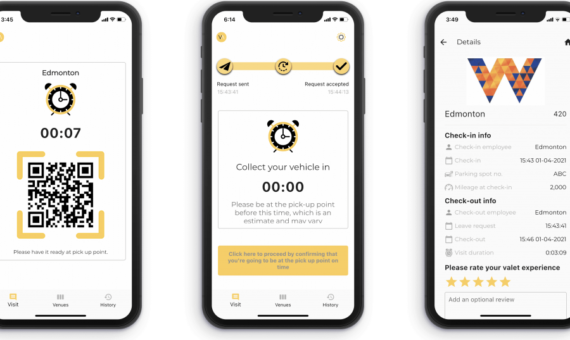 3:45
Edmonton
00:07
Please have it ready at pick up point.
Visit
Venues
History
6:14
Request sent
15:40:41
Request accepted
15:44:13
Collect your vehicle in
00:00
Please be at the pick-up point
before this time, which is an
estimate and may vary
Click here to proceed by confirming that
you're going to be at the pick up point on
time
Visit
Venues
History
3:49
Details
W
Edmonton 420
Check-in info
Check-in employee Edmonton
Check-in 15:43 01-04-2021
Parking spot no. ABC
Mileage at check-in 2,000
Check-out info
Check-out employee Edmonton
Leave request 15:43:41
Check-out 15:46 01-04-2021
Visit duration 0:03:09
Please rate your valet experience
Add an optional review